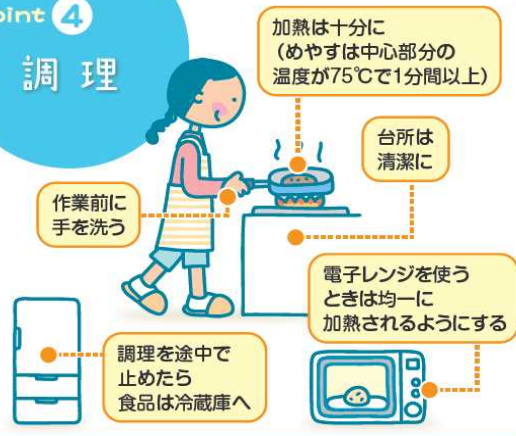 point 4
調理
加熱は十分に
（めやすは中心部分の
温度が75℃で1分間以上）
台所は
清潔に
作業前に
手を洗う
電子レンジを使う
ときは均一に
加熱されるようにする
調理を途中で
止めたら
食品は冷蔵庫へ